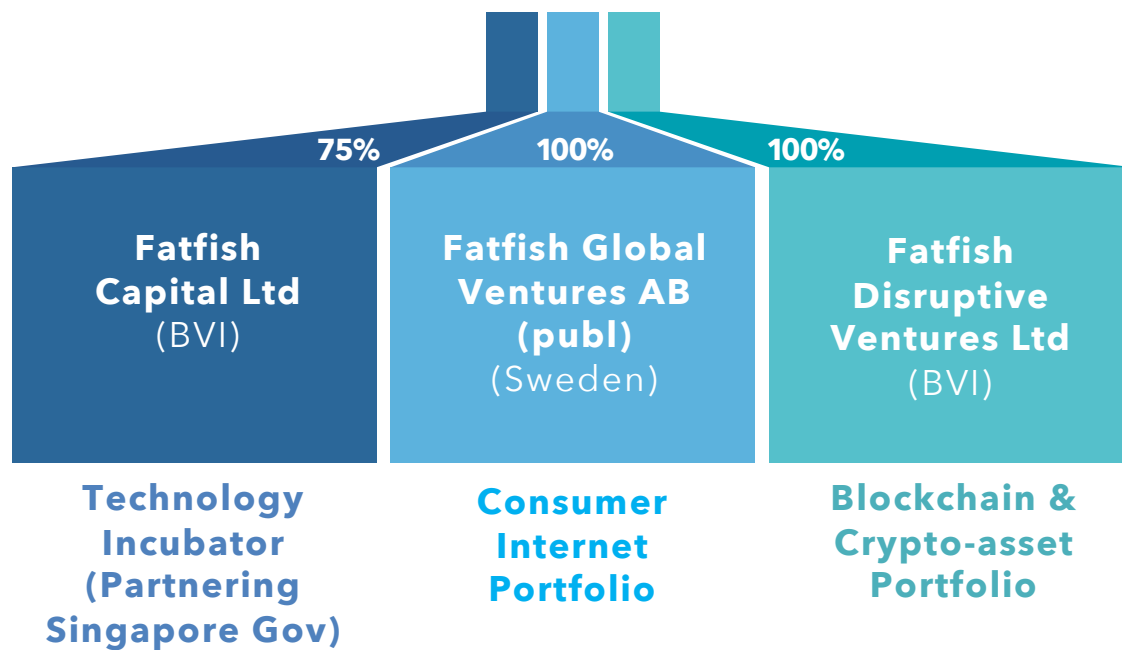 75%
100%
100%
Fatfish
Capital Ltd
(BVI)
Fatfish Global
Ventures AB
(publ)
(Sweden)
Fatfish
Disruptive
Ventures Ltd
(BVI)
Technology
Incubator
(Partnering
Singapore Gov)
Consumer
Internet
Portfolio
Blockchain &
Crypto-asset
Portfolio